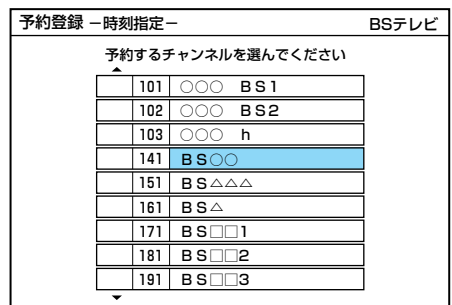 予約登録 −時刻指定− BSテレビ
予約するチャンネルを選んでください
101 ○○○ BS1
102 ○○○ BS2
103 ○○○ h
141 BS○○
151 BS△△△
161 BS△
171 BS□□1
181 BS□□2
191 BS□□3